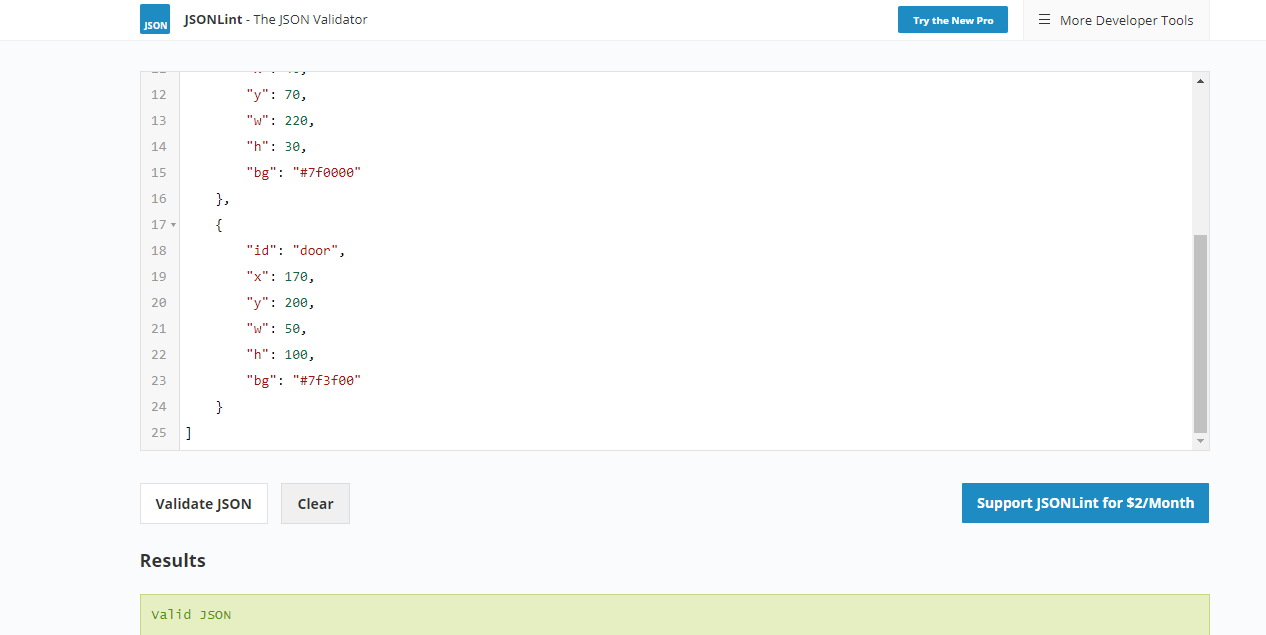 JSON
JSONLint - The JSON Validator
Try the New Pro
☰ More Developer Tools
12 "y": 70,
13 "w": 220,
14 "h": 30,
15 "bg": "#7f0000"
16 },
17 {
18 "id": "door",
19 "x": 170,
20 "y": 200,
21 "w": 50,
22 "h": 100,
23 "bg": "#7f3f00"
24 }
25 ]
Validate JSON
Clear
Support JSONLint for $2/Month
Results
Valid JSON